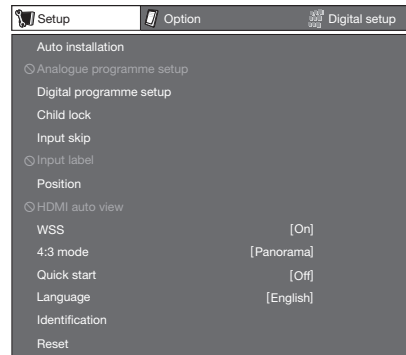 Setup Option Digital setup
Auto installation
Analogue programme setup
Digital programme setup
Child lock
Input skip
Input label
Position
HDMI auto view
WSS [On]
4:3 mode [Panorama]
Quick start [Off]
Language [English]
Identification
Reset